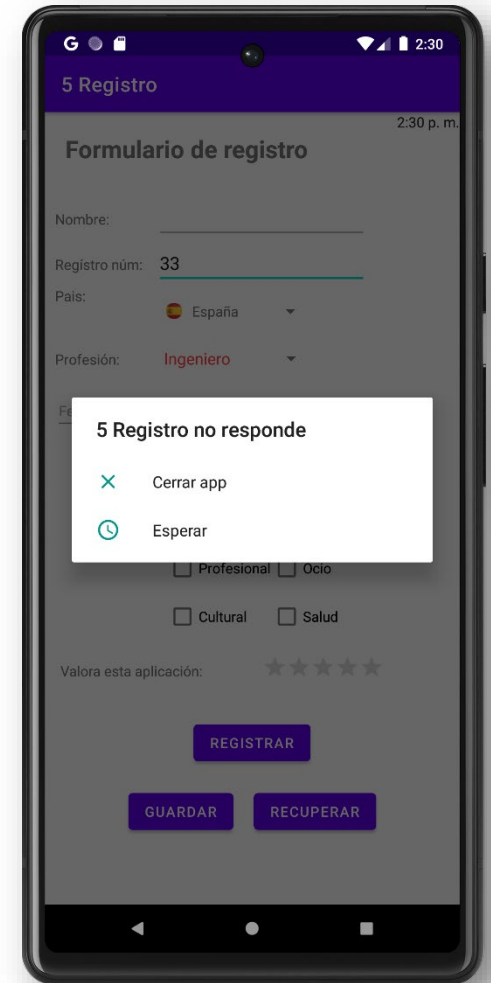 G 2:30
5 Registro
2:30 p. m.
Formulario de registro
Nombre:
Registro núm: 33
País: España
Profesión: Ingeniero
Fe
5 Registro no responde
Cerrar app
Esperar
Profesional Ocio
Cultural Salud
Valora esta aplicación:
REGISTRAR
GUARDAR RECUPERAR